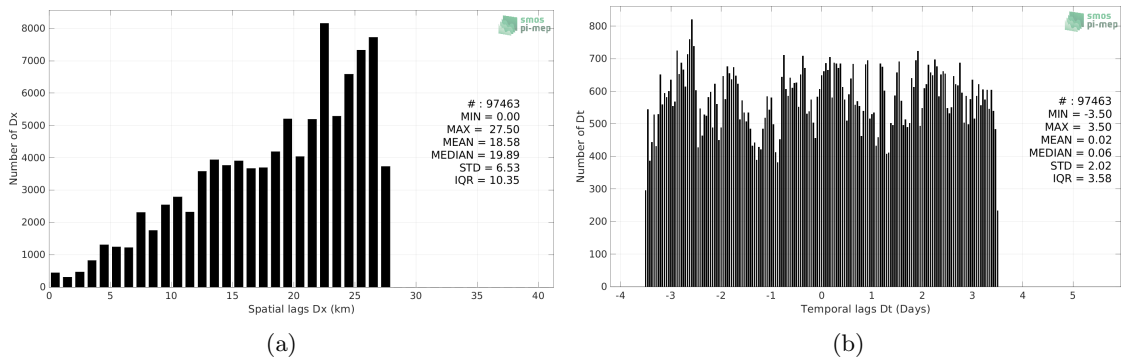 smos
pi-mep
8000
7000
6000
5000
4000
3000
2000
1000
0
Number of Dx
# : 97463
MIN = 0.00
MAX = 27.50
MEAN = 18.58
MEDIAN = 19.89
STD = 6.53
IQR = 10.35
0 5 10 15 20 25 30 35 40
Spatial lags Dx (km)
(a)
smos
pi-mep
800
700
600
500
400
300
200
100
0
Number of Dt
# : 97463
MIN = -3.50
MAX = 3.50
MEAN = 0.02
MEDIAN = 0.06
STD = 2.02
IQR = 3.58
-4 -3 -2 -1 0 1 2 3 4 5
Temporal lags Dt (Days)
(b)